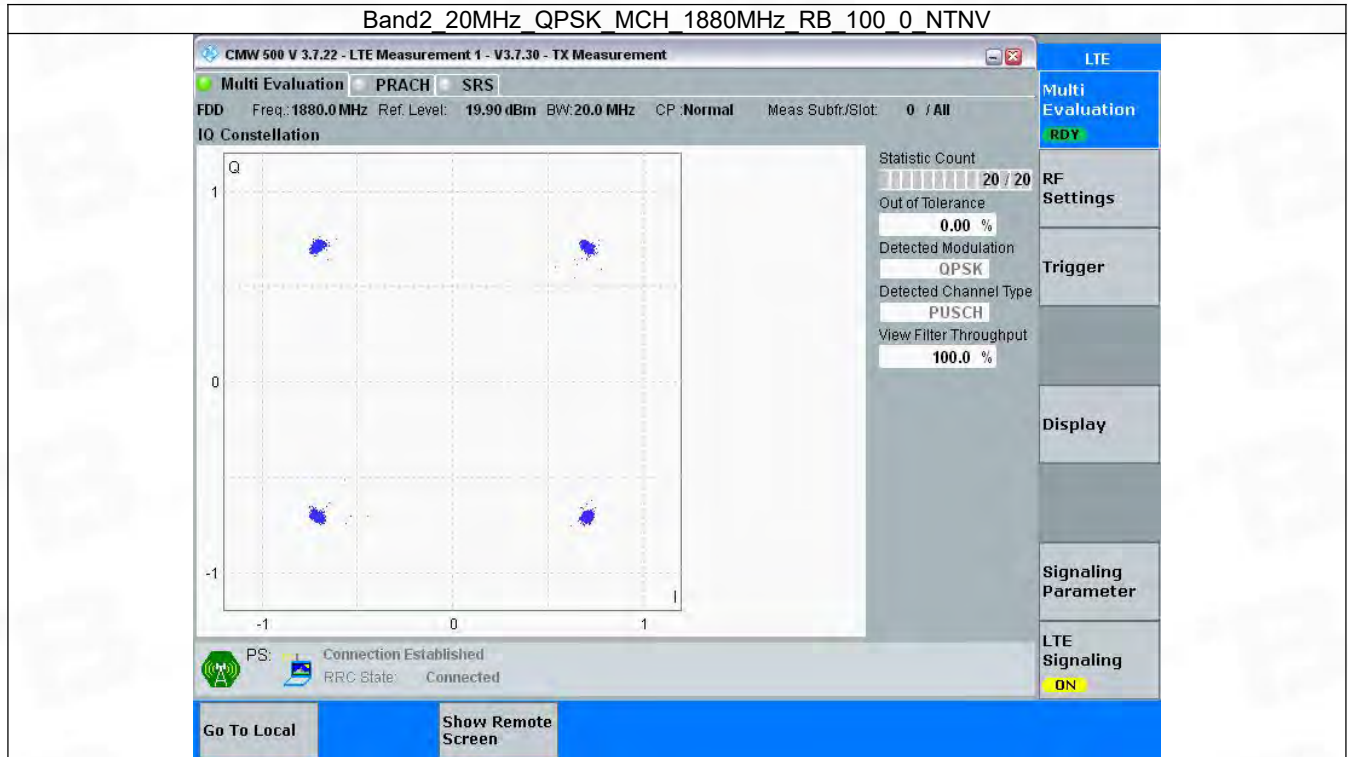 Band2_20MHz_QPSK_MCH_1880MHz_RB_100_0_NTNV
CMW 500 V 3.7.22 - LTE Measurement 1 - V3.7.30 - TX Measurement
LTE
Multi Evaluation PRACH SRS
FDD Freq.: 1880.0 MHz Ref. Level: 19.90 dBm BW: 20.0 MHz CP : Normal Meas Subfr./Slot: 0 / All
IQ Constellation
Multi
Evaluation
RDY
Q
1
0
-1
I
-1 0 1
Statistic Count
20 / 20
Out of Tolerance
0.00 %
Detected Modulation
QPSK
Detected Channel Type
PUSCH
View Filter Throughput
100.0 %
RF
Settings
Trigger
Display
Signaling
Parameter
LTE
Signaling
ON
PS: Connection Established
RRC State: Connected
Go To Local
Show Remote
Screen